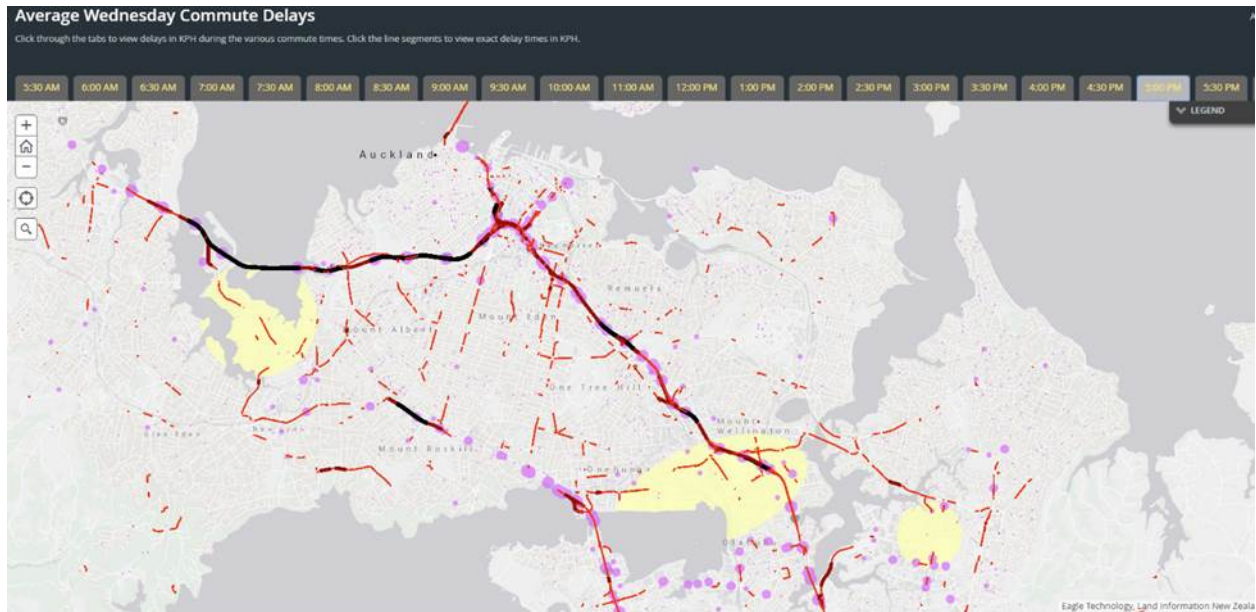 Average Wednesday Commute Delays
Click through the tabs to view delays in KPH during the various commute times. Click the line segments to view exact delay times in KPH.
5:30 AM 6:00 AM 6:30 AM 7:00 AM 7:30 AM 8:00 AM 8:30 AM 9:00 AM 9:30 AM 10:00 AM 11:00 AM 12:00 PM 1:00 PM 2:00 PM 2:30 PM 3:00 PM 3:30 PM 4:00 PM 4:30 PM 5:00 PM 5:30 PM
LEGEND
Auckland
Remuera
Mount Eden
Mount Albert
One Tree Hill
Mount
Wellington
Glen Eden
Mount Roskill
Onehunga
Eagle Technology, Land Information New Zeala